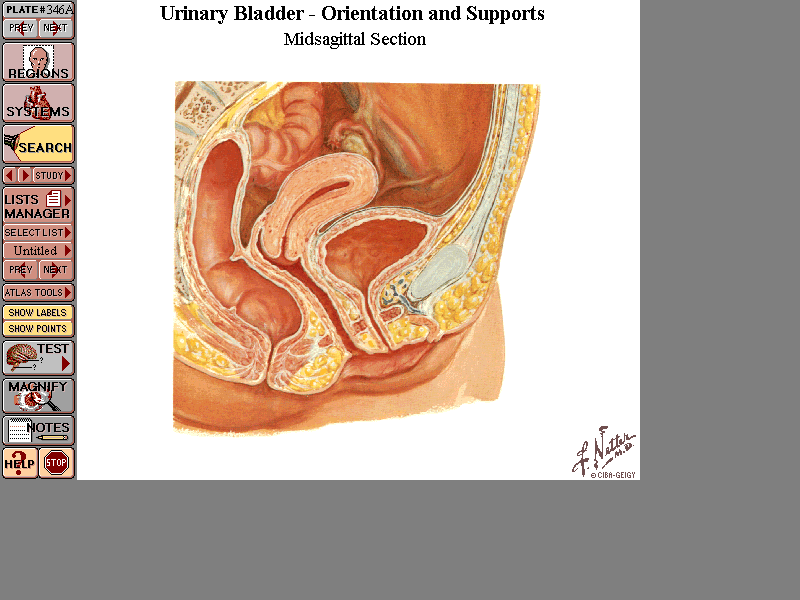 PLATE# 346A
PREV NEXT
REGIONS
SYSTEMS
SEARCH
STUDY
LISTS
MANAGER
SELECT LIST
Untitled
PREV NEXT
ATLAS TOOLS
SHOW LABELS
SHOW POINTS
TEST
MAGNIFY
NOTES
HELP STOP
Urinary Bladder - Orientation and Supports
Midsagittal Section
F. Netter
M.D.
©CIBA-GEIGY